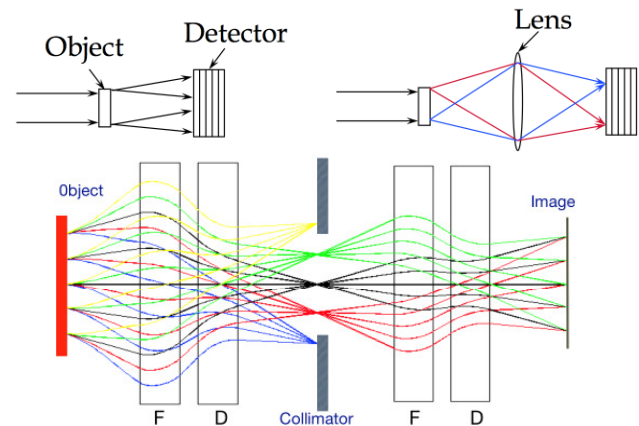 Object
Detector
Lens
0bject
Image
F
D
Collimator
F
D